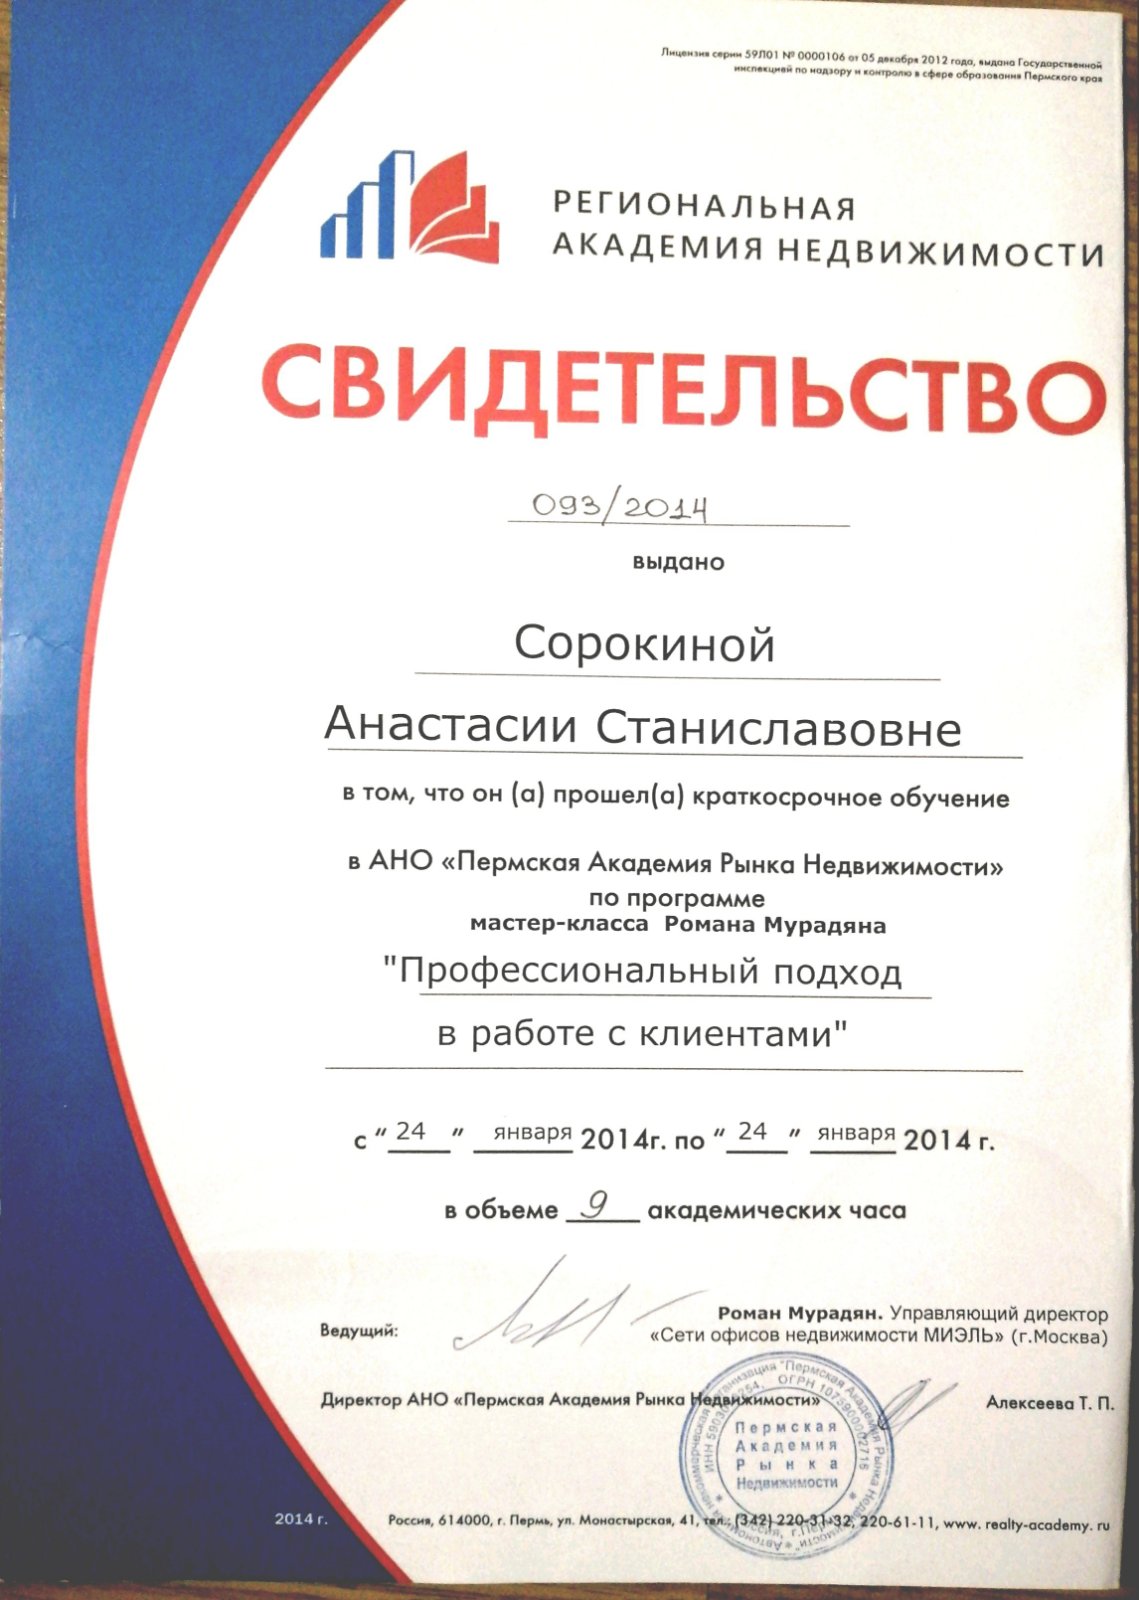 Лицензия серии 59Л01 № 0000106 от 05 декабря 2012 года, выдана Государственной
инспекцией по надзору и контролю в сфере образования Пермского края
РЕГИОНАЛЬНАЯ
АКАДЕМИЯ НЕДВИЖИМОСТИ
СВИДЕТЕЛЬСТВО
093/2014
выдано
Сорокиной
Анастасии Станиславовне
в том, что он (а) прошел(а) краткосрочное обучение
в АНО «Пермская Академия Рынка Недвижимости»
по программе
мастер-класса Романа Мурадяна
"Профессиональный подход
в работе с клиентами"
с "24" января 2014г. по "24" января 2014 г.
в объеме 9 академических часа
Роман Мурадян. Управляющий директор
Ведущий: «Сети офисов недвижимости МИЭЛЬ» (г.Москва)
Директор АНО «Пермская Академия Рынка Недвижимости» Алексеева Т. П.
Пермская
Академия
Рынка
Недвижимости
2014 г. Россия, 614000, г. Пермь, ул. Монастырская, 41, тел.: (342) 220-31-32, 220-61-11, www. realty-academy. ru